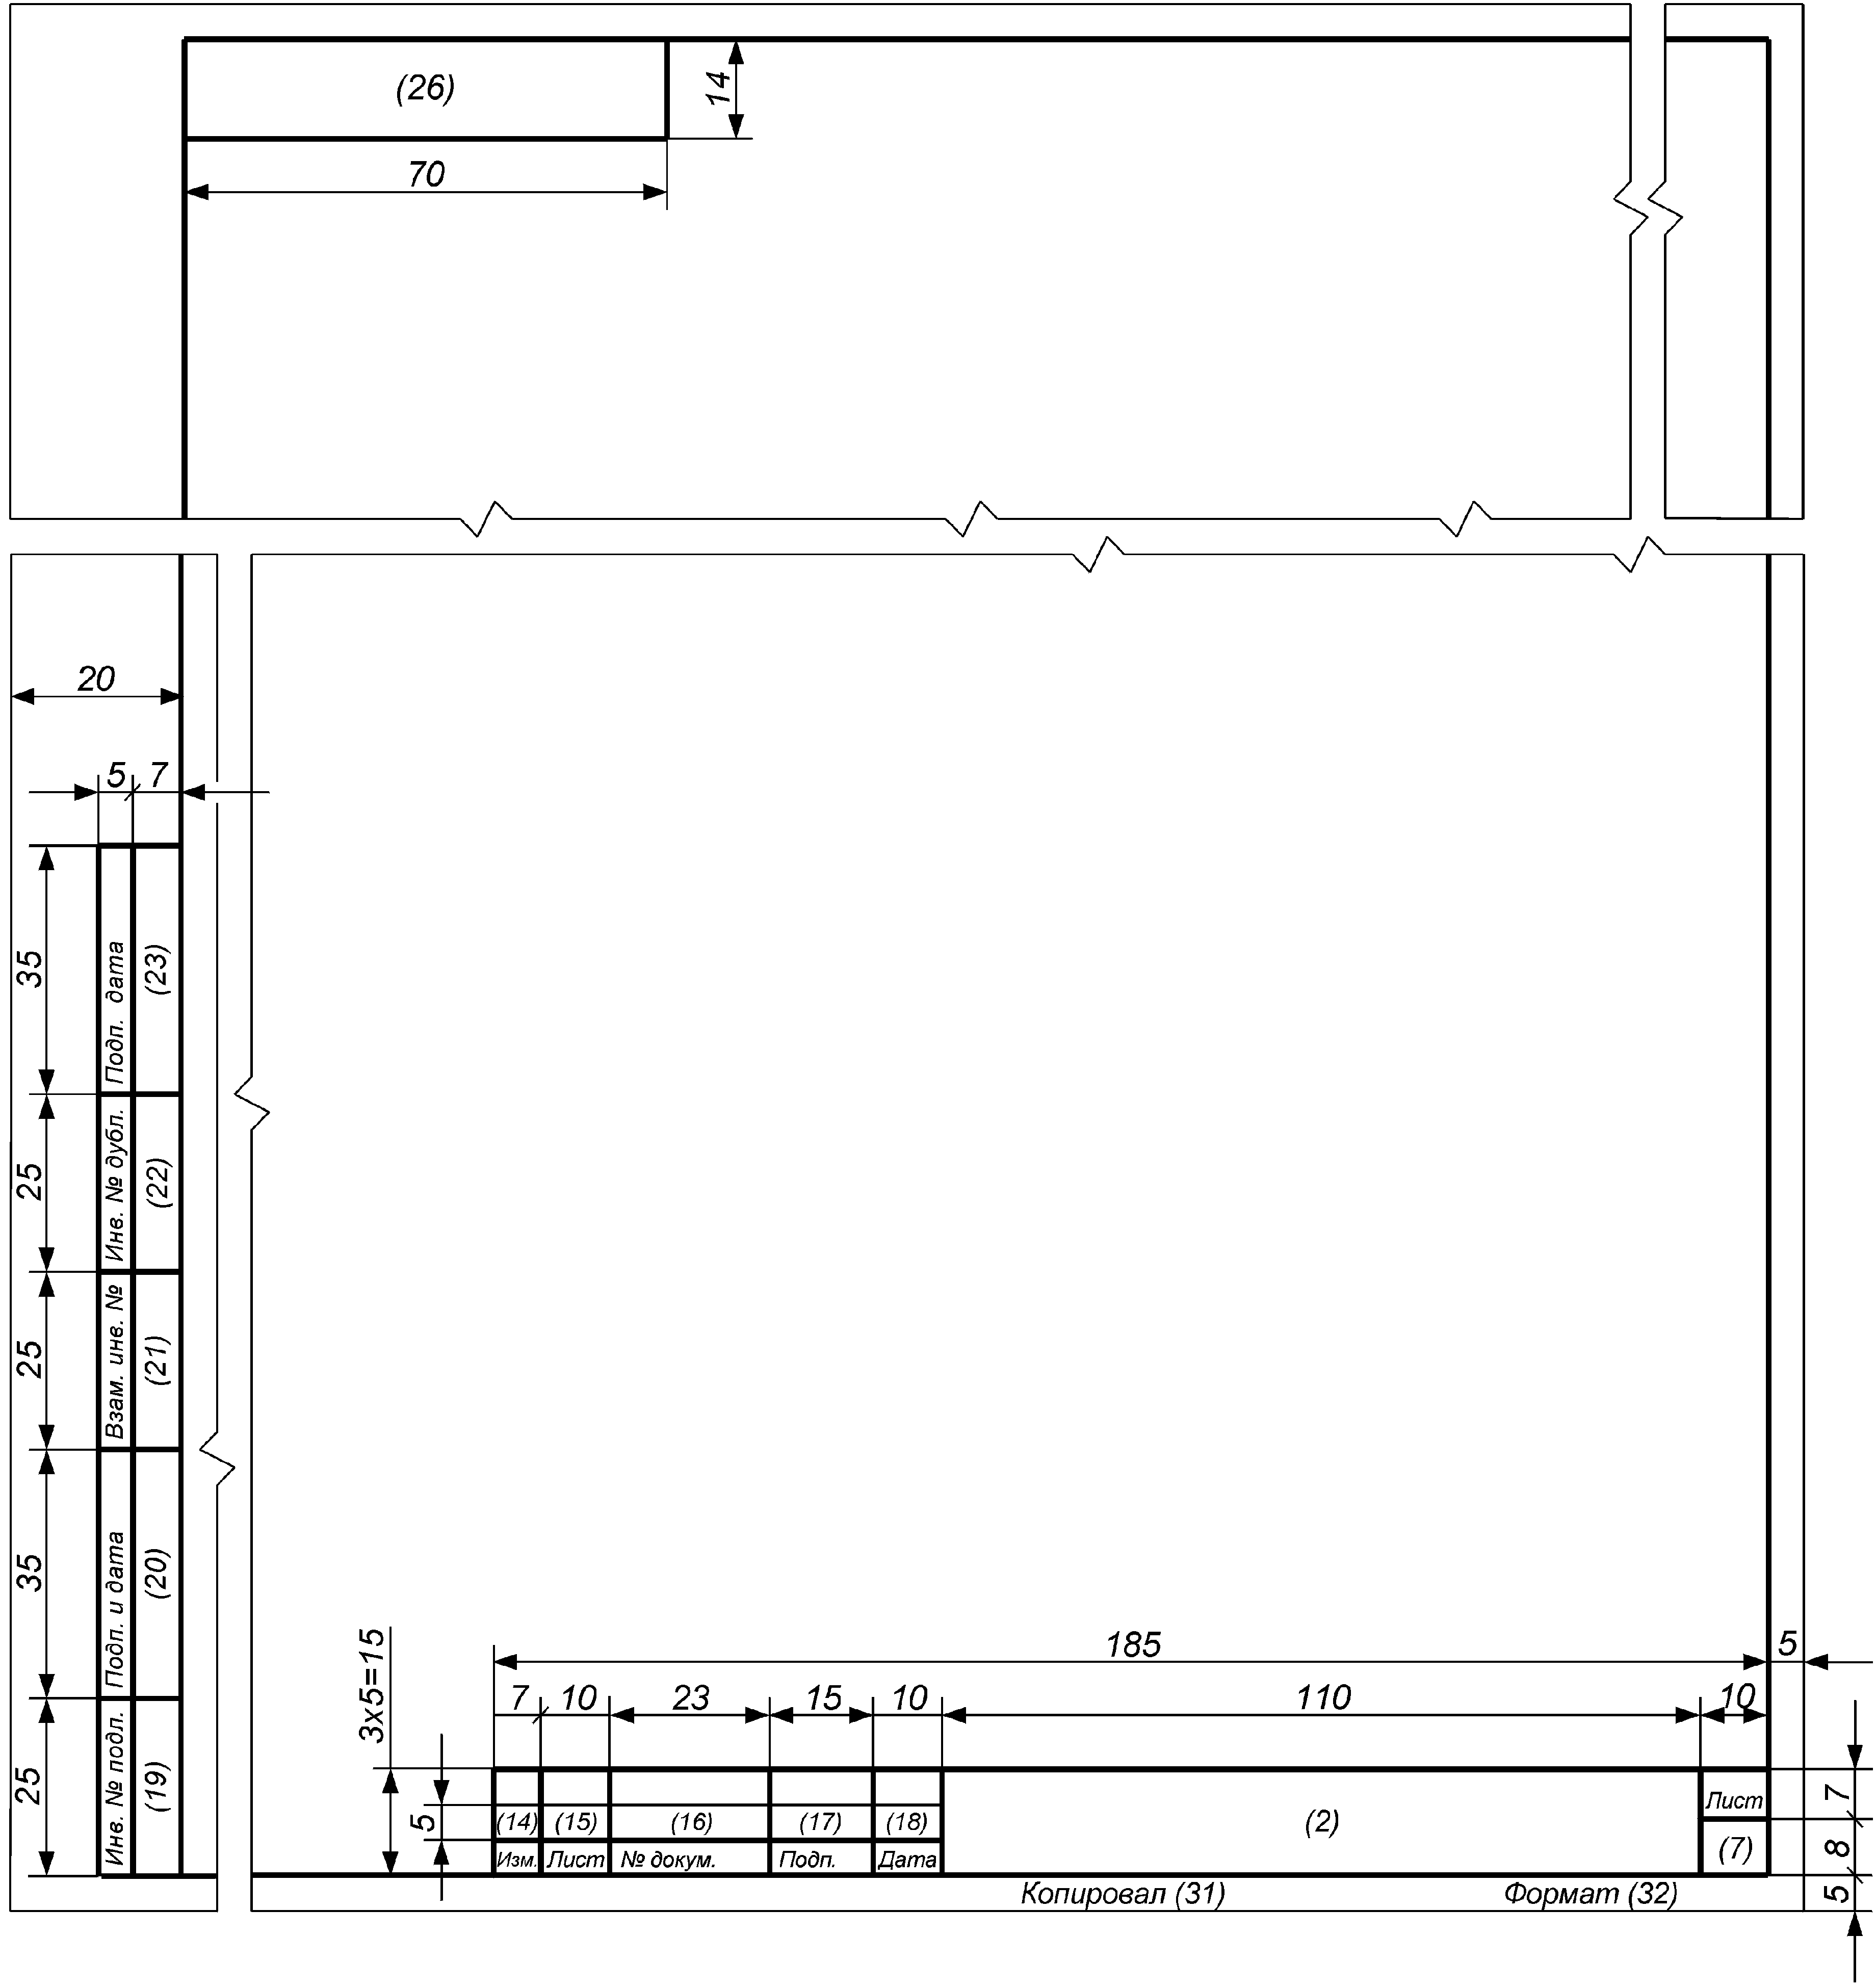 (26)
14
70
20
5 7
35
Подп. дата
(23)
25
Инв. № дубл.
(22)
25
Взам. инв. №
(21)
35
Подп. и дата
(20)
25
Инв. № подл.
(19)
3х5=15
185
5
7 10 23 15 10 110 10
5
Лист
7
(14) (15) (16) (17) (18) (2)
(7)
8
Изм. Лист № докум. Подп. Дата
Копировал (31) Формат (32)
5